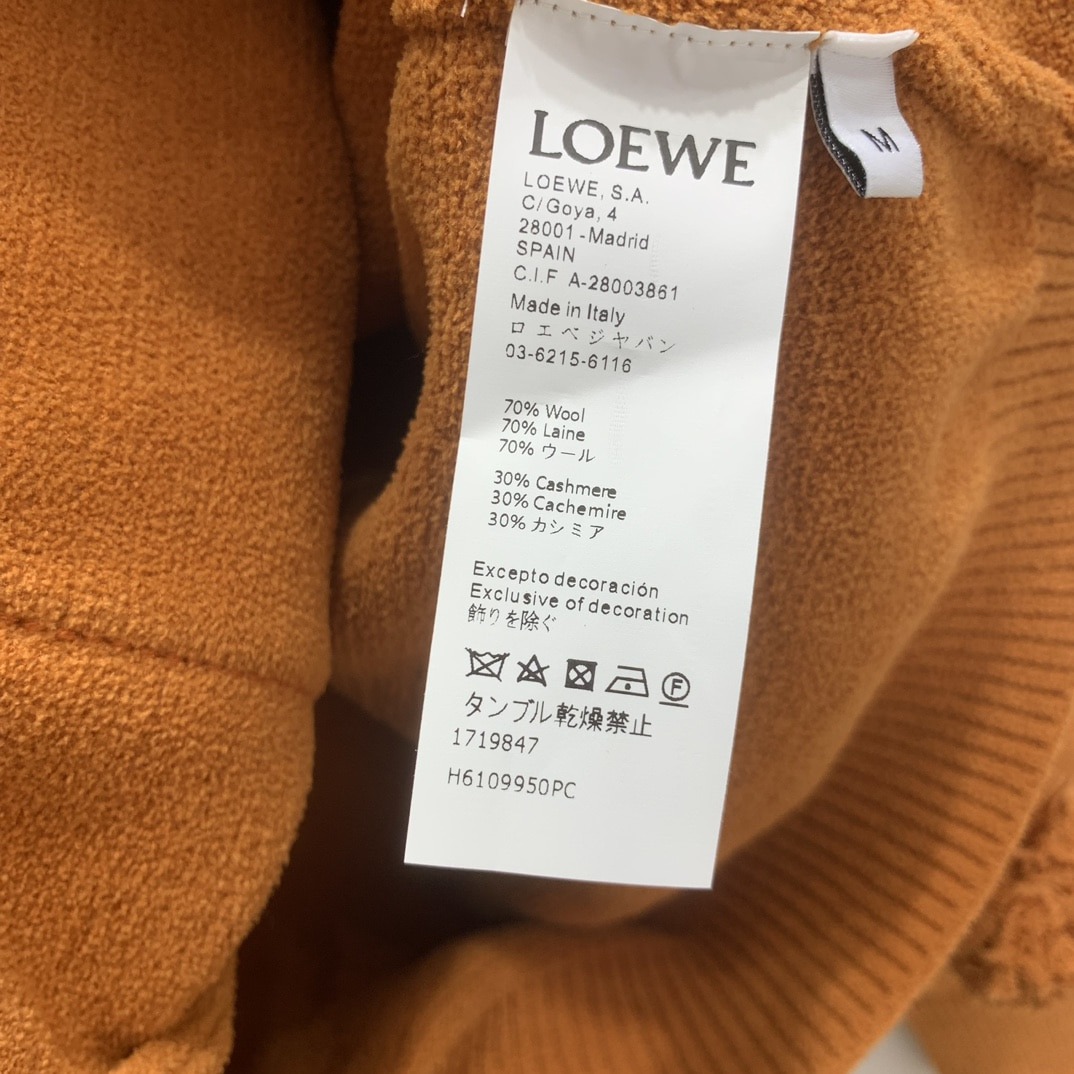 LOEWE
M
LOEWE, S.A.
C/Goya, 4
28001 -Madrid
SPAIN
C.I.F A-28003861
Made in Italy
ロエベジャパン
03-6215-6116
70% Wool
70% Laine
70% ウール
30% Cashmere
30% Cachemire
30% カシミア
Excepto decoración
Exclusive of decoration
飾りを除ぐ
F
タンブル乾燥禁止
1719847
H6109950PC